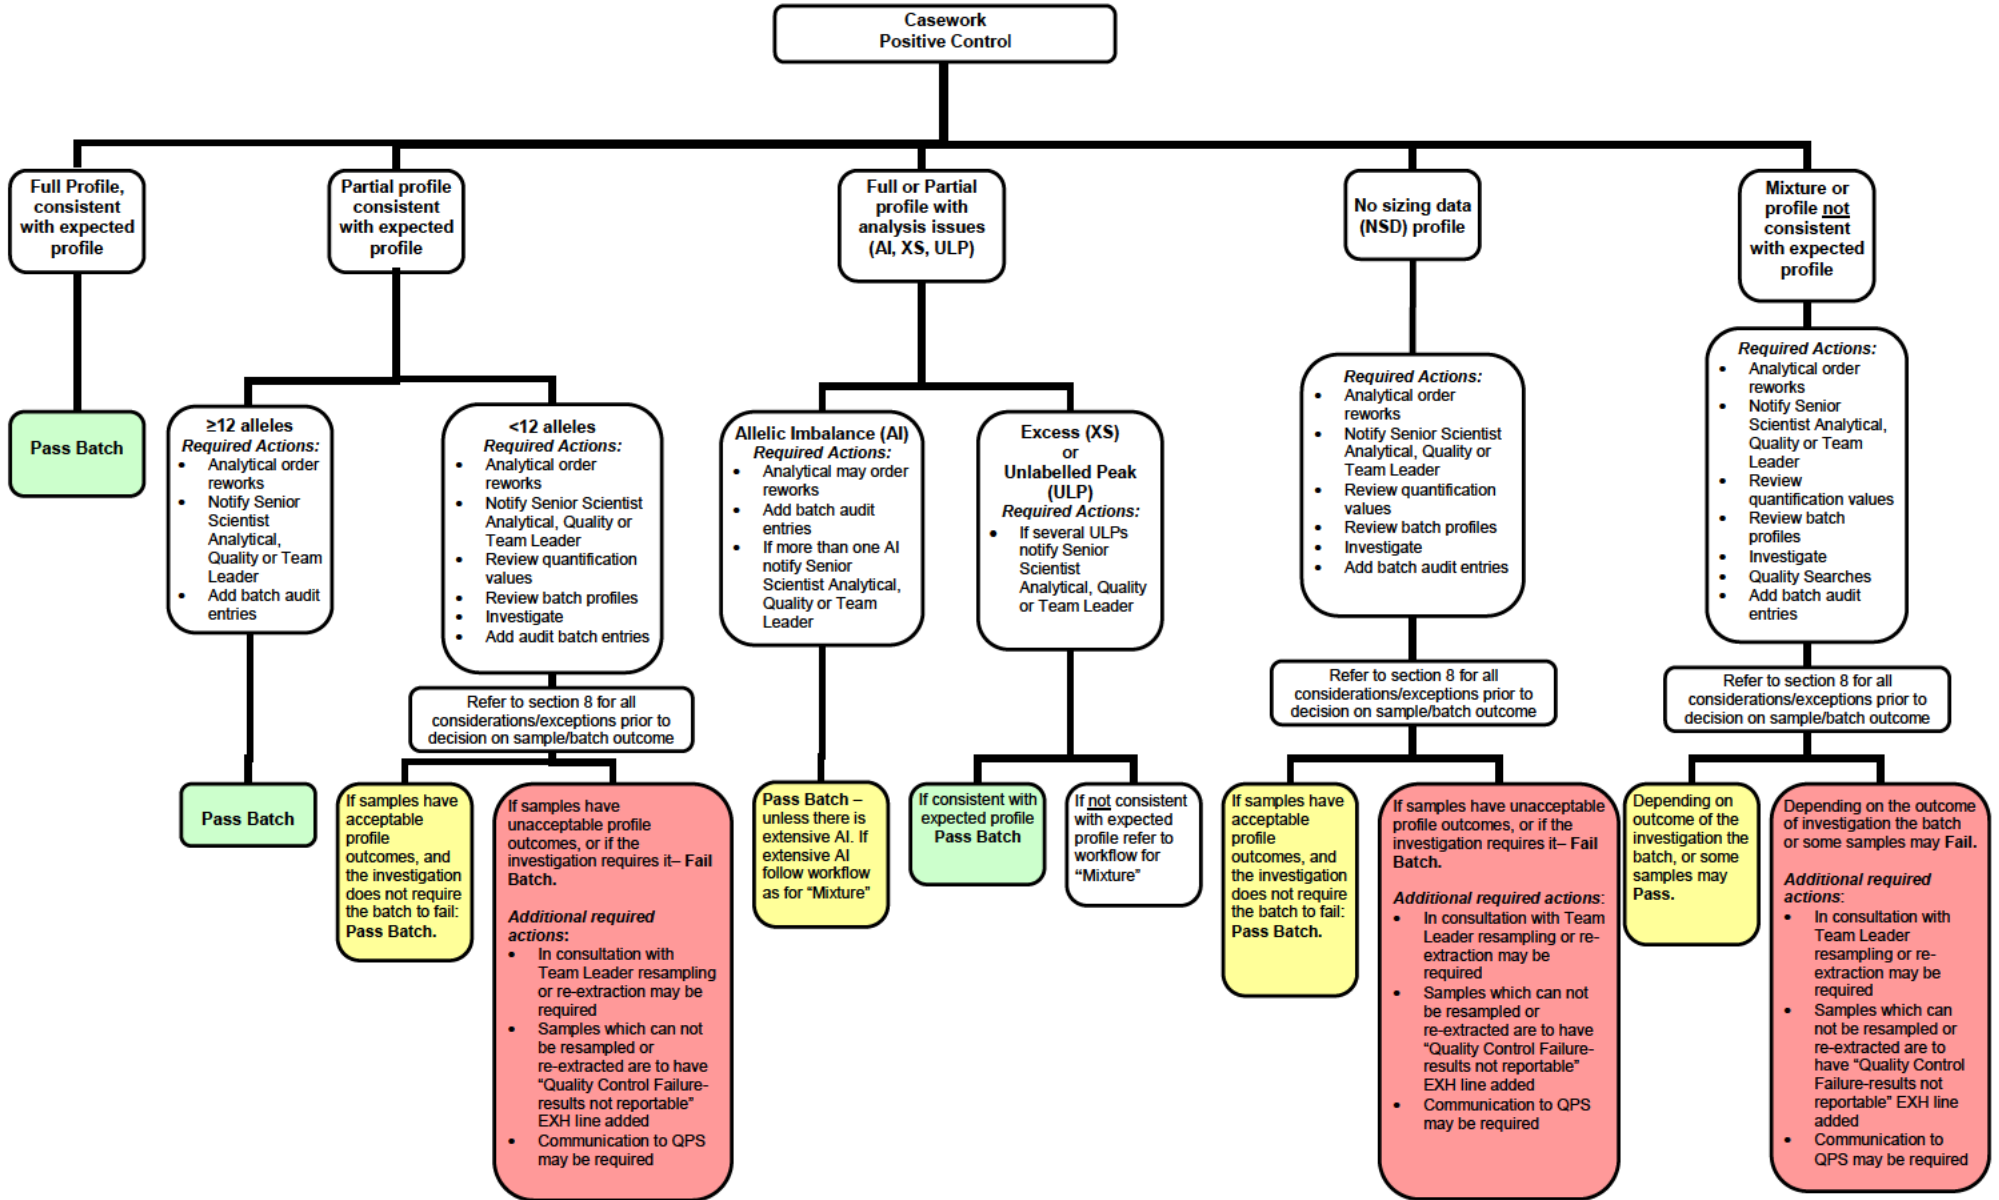 Casework
Positive Control
Full Profile,
consistent
with expected
profile
Partial profile
consistent
with expected
profile
Full or Partial
profile with
analysis issues
(AI, XS, ULP)
No sizing data
(NSD) profile
Mixture or
profile not
consistent
with expected
profile
Pass Batch
≥12 alleles
Required Actions:
• Analytical order
reworks
• Notify Senior
Scientist
Analytical,
Quality or Team
Leader
• Add batch audit
entries
<12 alleles
Required Actions:
• Analytical order
reworks
• Notify Senior Scientist
Analytical, Quality or
Team Leader
• Review quantification
values
• Review batch profiles
• Investigate
• Add audit batch entries
Allelic Imbalance (AI)
Required Actions:
• Analytical may order
reworks
• Add batch audit
entries
• If more than one AI
notify Senior
Scientist Analytical,
Quality or Team
Leader
Excess (XS)
or
Unlabelled Peak
(ULP)
Required Actions:
• If several ULPs
notify Senior
Scientist
Analytical, Quality
or Team Leader
Required Actions:
• Analytical order
reworks
• Notify Senior Scientist
Analytical, Quality or
Team Leader
• Review quantification
values
• Review batch profiles
• Investigate
• Add batch audit entries
Required Actions:
• Analytical order
reworks
• Notify Senior
Scientist Analytical,
Quality or Team
Leader
• Review
quantification values
• Review batch
profiles
• Investigate
• Quality Searches
• Add batch audit
entries
Refer to section 8 for all
considerations/exceptions prior to
decision on sample/batch outcome
Refer to section 8 for all
considerations/exceptions prior to
decision on sample/batch outcome
Refer to section 8 for all
considerations/exceptions prior to
decision on sample/batch outcome
Pass Batch
If samples have
acceptable
profile
outcomes, and
the investigation
does not require
the batch to fail:
Pass Batch.
If samples have
unacceptable profile
outcomes, or if the
investigation requires it– Fail
Batch.
Additional required
actions:
• In consultation with
Team Leader resampling
or re-extraction may be
required
• Samples which can not
be resampled or
re-extracted are to have
“Quality Control Failure-
results not reportable”
EXH line added
• Communication to QPS
may be required
Pass Batch –
unless there is
extensive AI. If
extensive AI
follow workflow
as for “Mixture”
If consistent with
expected profile
Pass Batch
If not consistent
with expected
profile refer to
workflow for
“Mixture”
If samples have
acceptable
profile
outcomes, and
the investigation
does not require
the batch to fail:
Pass Batch.
If samples have unacceptable
profile outcomes, or if the
investigation requires it– Fail
Batch.
Additional required actions:
• In consultation with Team
Leader resampling or re-
extraction may be
required
• Samples which can not
be resampled or
re-extracted are to have
“Quality Control Failure-
results not reportable”
EXH line added
• Communication to QPS
may be required
Depending on
outcome of the
investigation the
batch, or some
samples may
Pass.
Depending on the outcome
of investigation the batch
or some samples may Fail.
Additional required
actions:
• In consultation with
Team Leader
resampling or re-
extraction may be
required
• Samples which can
not be resampled or
re-extracted are to
have “Quality Control
Failure-results not
reportable” EXH line
added
• Communication to
QPS may be required